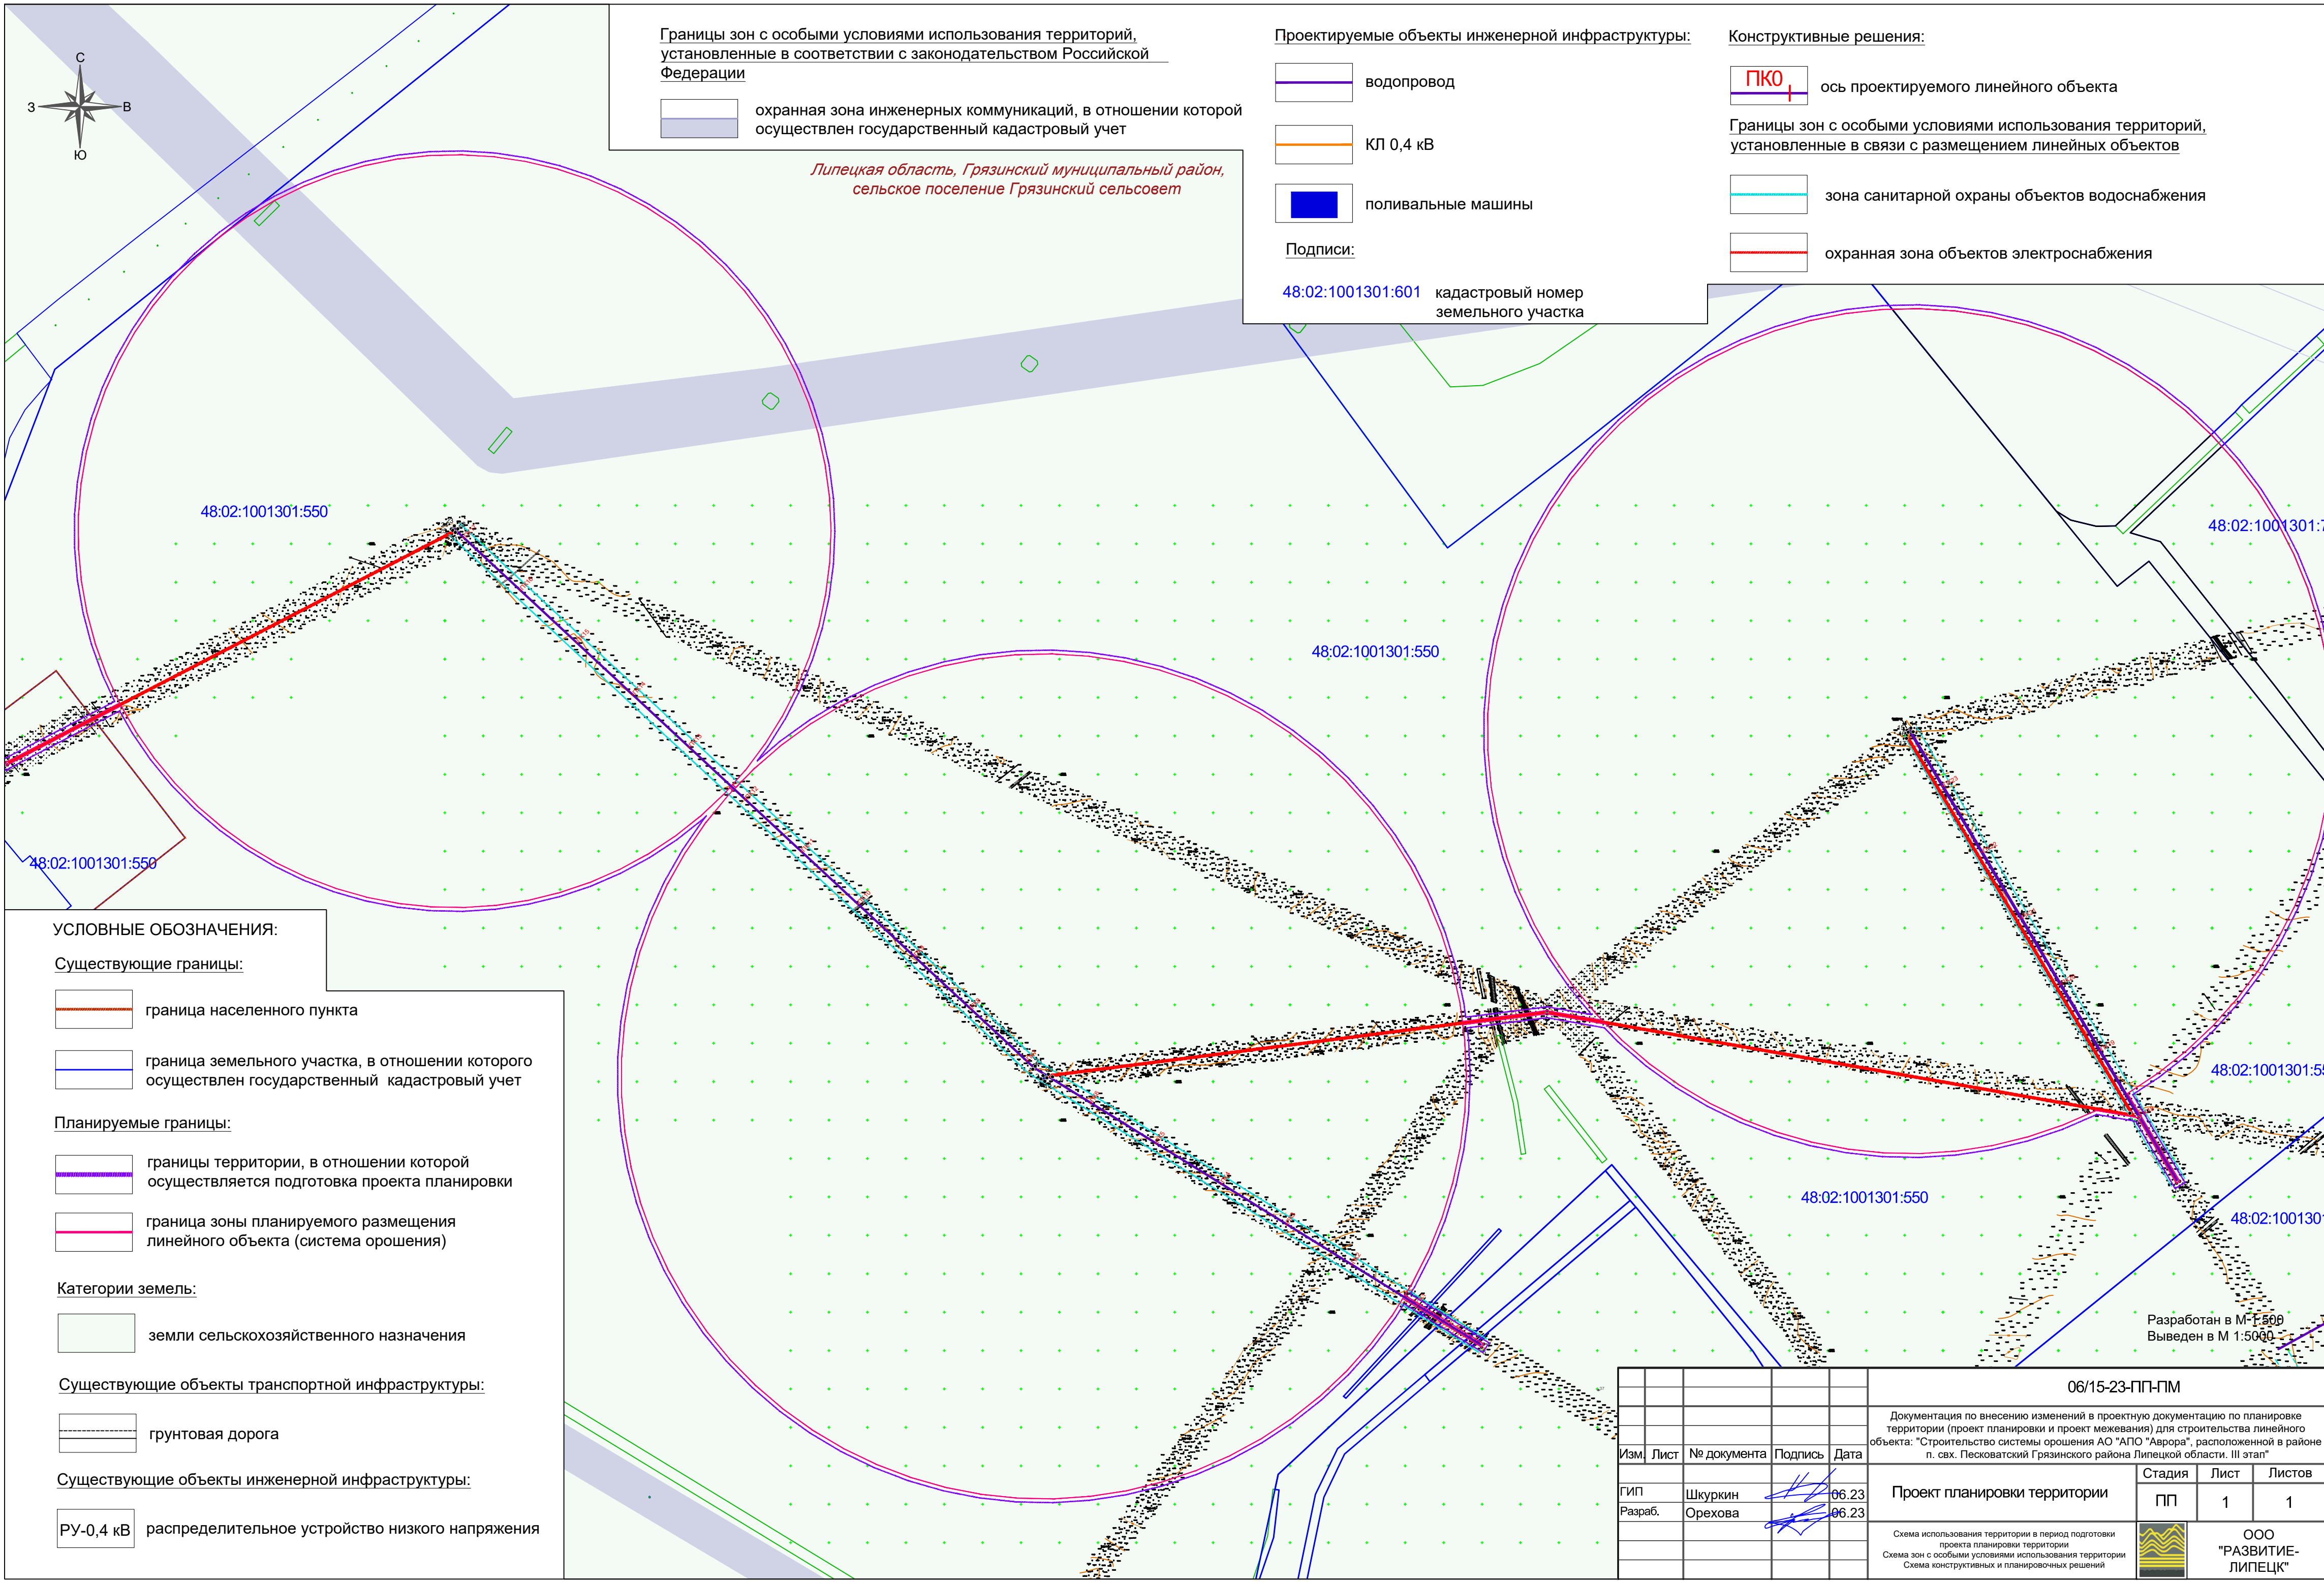 С
З
В
Ю
Границы зон с особыми условиями использования территорий,
установленные в соответствии с законодательством Российской
Федерации
охранная зона инженерных коммуникаций, в отношении которой
осуществлен государственный кадастровый учет
Проектируемые объекты инженерной инфраструктуры:
водопровод
КЛ 0,4 кВ
поливальные машины
Подписи:
48:02:1001301:601 кадастровый номер
земельного участка
Конструктивные решения:
ПК0
ось проектируемого линейного объекта
Границы зон с особыми условиями использования территорий,
установленные в связи с размещением линейных объектов
зона санитарной охраны объектов водоснабжения
охранная зона объектов электроснабжения
Липецкая область, Грязинский муниципальный район,
сельское поселение Грязинский сельсовет
48:02:1001301:550
48:02:1001301:7
48:02:1001301:550
48:02:1001301:550
48:02:1001301:55
48:02:1001301:550
48:02:100130
УСЛОВНЫЕ ОБОЗНАЧЕНИЯ:
Существующие границы:
граница населенного пункта
граница земельного участка, в отношении которого
осуществлен государственный кадастровый учет
Планируемые границы:
границы территории, в отношении которой
осуществляется подготовка проекта планировки
граница зоны планируемого размещения
линейного объекта (система орошения)
Категории земель:
земли сельскохозяйственного назначения
Существующие объекты транспортной инфраструктуры:
грунтовая дорога
Существующие объекты инженерной инфраструктуры:
РУ-0,4 кВ распределительное устройство низкого напряжения
Разработан в М 1:500
Выведен в М 1:5000
06/15-23-ПП-ПМ
Документация по внесению изменений в проектную документацию по планировке
территории (проект планировки и проект межевания) для строительства линейного
объекта: "Строительство системы орошения АО "АПО "Аврора", расположенной в районе
п. свх. Песковатский Грязинского района Липецкой области. III этап"
Изм. Лист № документа Подпись Дата
ГИП Шкуркин 06.23
Разраб. Орехова 06.23
Проект планировки территории
Стадия Лист Листов
ПП 1 1
Схема использования территории в период подготовки
проекта планировки территории
Схема зон с особыми условиями использования территории
Схема конструктивных и планировочных решений
ООО
"РАЗВИТИЕ-
ЛИПЕЦК"